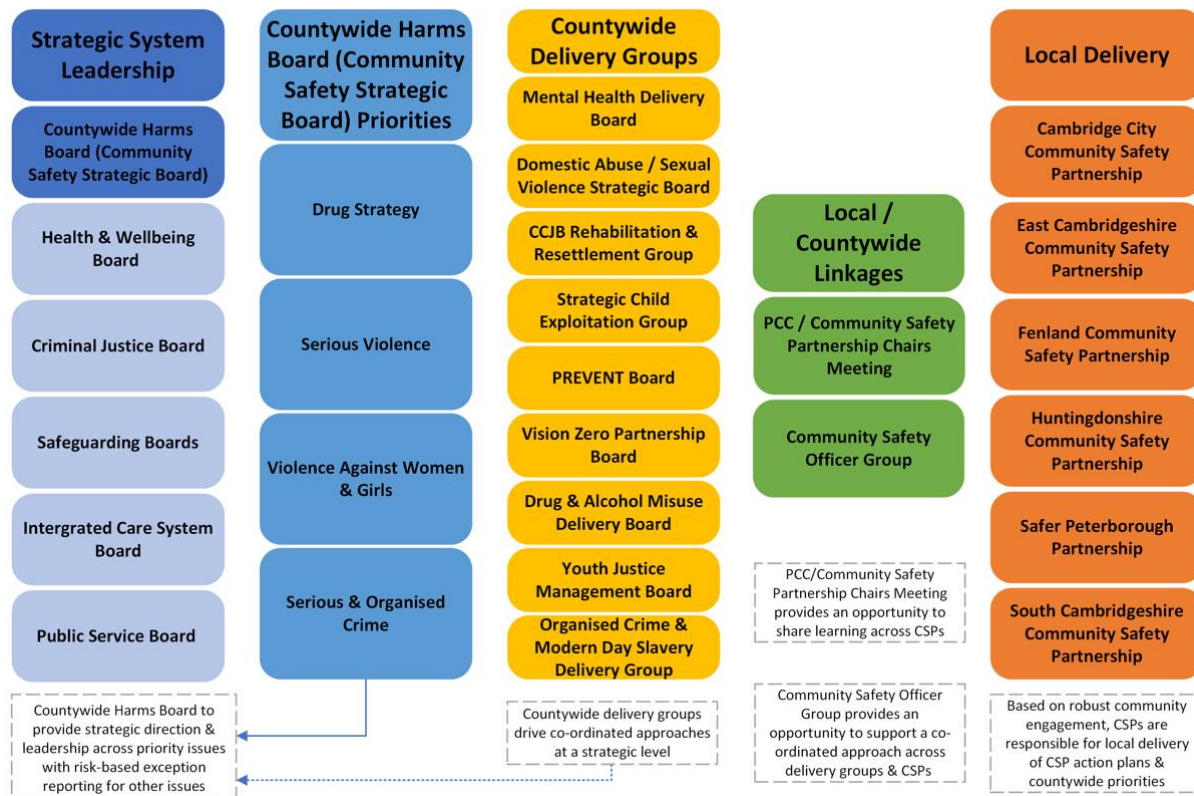 Strategic System
Leadership
Countywide Harms
Board (Community
Safety Strategic Board)
Health & Wellbeing
Board
Criminal Justice Board
Safeguarding Boards
Intergrated Care System
Board
Public Service Board
Countywide Harms Board to
provide strategic direction &
leadership across priority issues
with risk-based exception
reporting for other issues
Countywide Harms
Board (Community
Safety Strategic
Board) Priorities
Drug Strategy
Serious Violence
Violence Against Women
& Girls
Serious & Organised
Crime
Countywide
Delivery Groups
Mental Health Delivery
Board
Domestic Abuse / Sexual
Violence Strategic Board
CCJB Rehabilitation &
Resettlement Group
Strategic Child
Exploitation Group
PREVENT Board
Vision Zero Partnership
Board
Drug & Alcohol Misuse
Delivery Board
Youth Justice
Management Board
Organised Crime &
Modern Day Slavery
Delivery Group
Countywide delivery groups
drive co-ordinated approaches
at a strategic level
Local /
Countywide
Linkages
PCC / Community Safety
Partnership Chairs
Meeting
Community Safety
Officer Group
PCC/Community Safety
Partnership Chairs Meeting
provides an opportunity to
share learning across CSPs
Community Safety Officer
Group provides an
opportunity to support a co-
ordinated approach across
delivery groups & CSPs
Local Delivery
Cambridge City
Community Safety
Partnership
East Cambridgeshire
Community Safety
Partnership
Fenland Community
Safety Partnership
Huntingdonshire
Community Safety
Partnership
Safer Peterborough
Partnership
South Cambridgeshire
Community Safety
Partnership
Based on robust community
engagement, CSPs are
responsible for local delivery
of CSP action plans &
countywide priorities